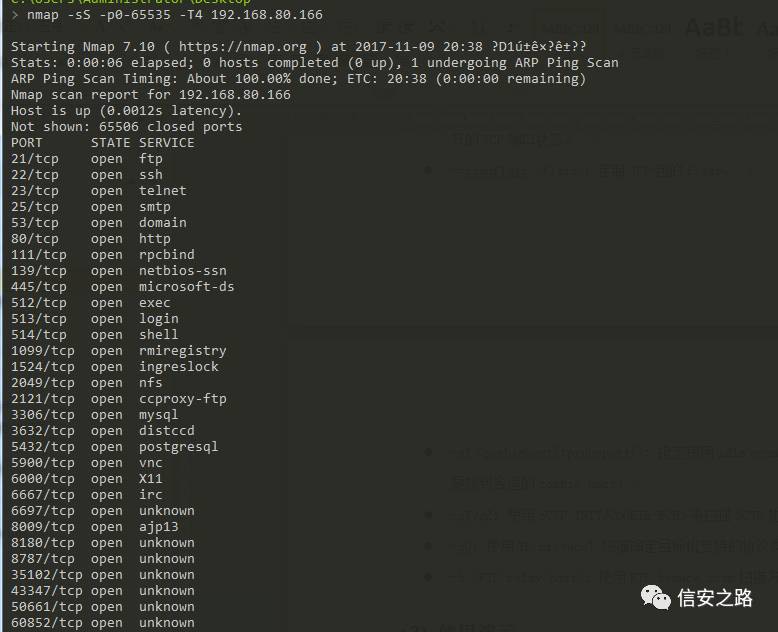 C:\Users\Administrator\Desktop
> nmap -sS -p0-65535 -T4 192.168.80.166
Starting Nmap 7.10 ( https://nmap.org ) at 2017-11-09 20:38 ?D1ú±ê×?ê±??
Stats: 0:00:06 elapsed; 0 hosts completed (0 up), 1 undergoing ARP Ping Scan
ARP Ping Scan Timing: About 100.00% done; ETC: 20:38 (0:00:00 remaining)
Nmap scan report for 192.168.80.166
Host is up (0.0012s latency).
Not shown: 65506 closed ports
PORT STATE SERVICE
21/tcp open ftp
22/tcp open ssh
23/tcp open telnet
25/tcp open smtp
53/tcp open domain
80/tcp open http
111/tcp open rpcbind
139/tcp open netbios-ssn
445/tcp open microsoft-ds
512/tcp open exec
513/tcp open login
514/tcp open shell
1099/tcp open rmiregistry
1524/tcp open ingreslock
2049/tcp open nfs
2121/tcp open ccproxy-ftp
3306/tcp open mysql
3632/tcp open distccd
5432/tcp open postgresql
5900/tcp open vnc
6000/tcp open X11
6667/tcp open irc
6697/tcp open unknown
8009/tcp open ajp13
8180/tcp open unknown
8787/tcp open unknown
35102/tcp open unknown
43347/tcp open unknown
50661/tcp open unknown
60852/tcp open unknown
信安之路